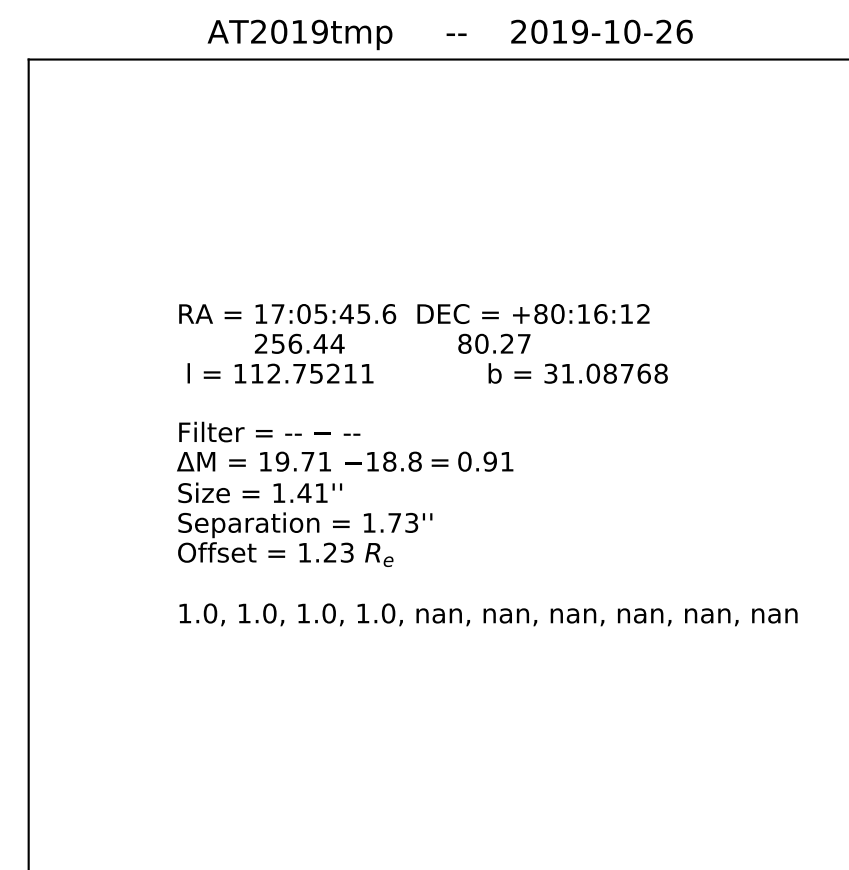 AT2019tmp -- 2019-10-26
RA = 17:05:45.6 DEC = +80:16:12
256.44 80.27
l = 112.75211 b = 31.08768
Filter = -- − --
ΔM = 19.71 −18.8 = 0.91
Size = 1.41''
Separation = 1.73''
Offset = 1.23 Rₑ
1.0, 1.0, 1.0, 1.0, nan, nan, nan, nan, nan, nan